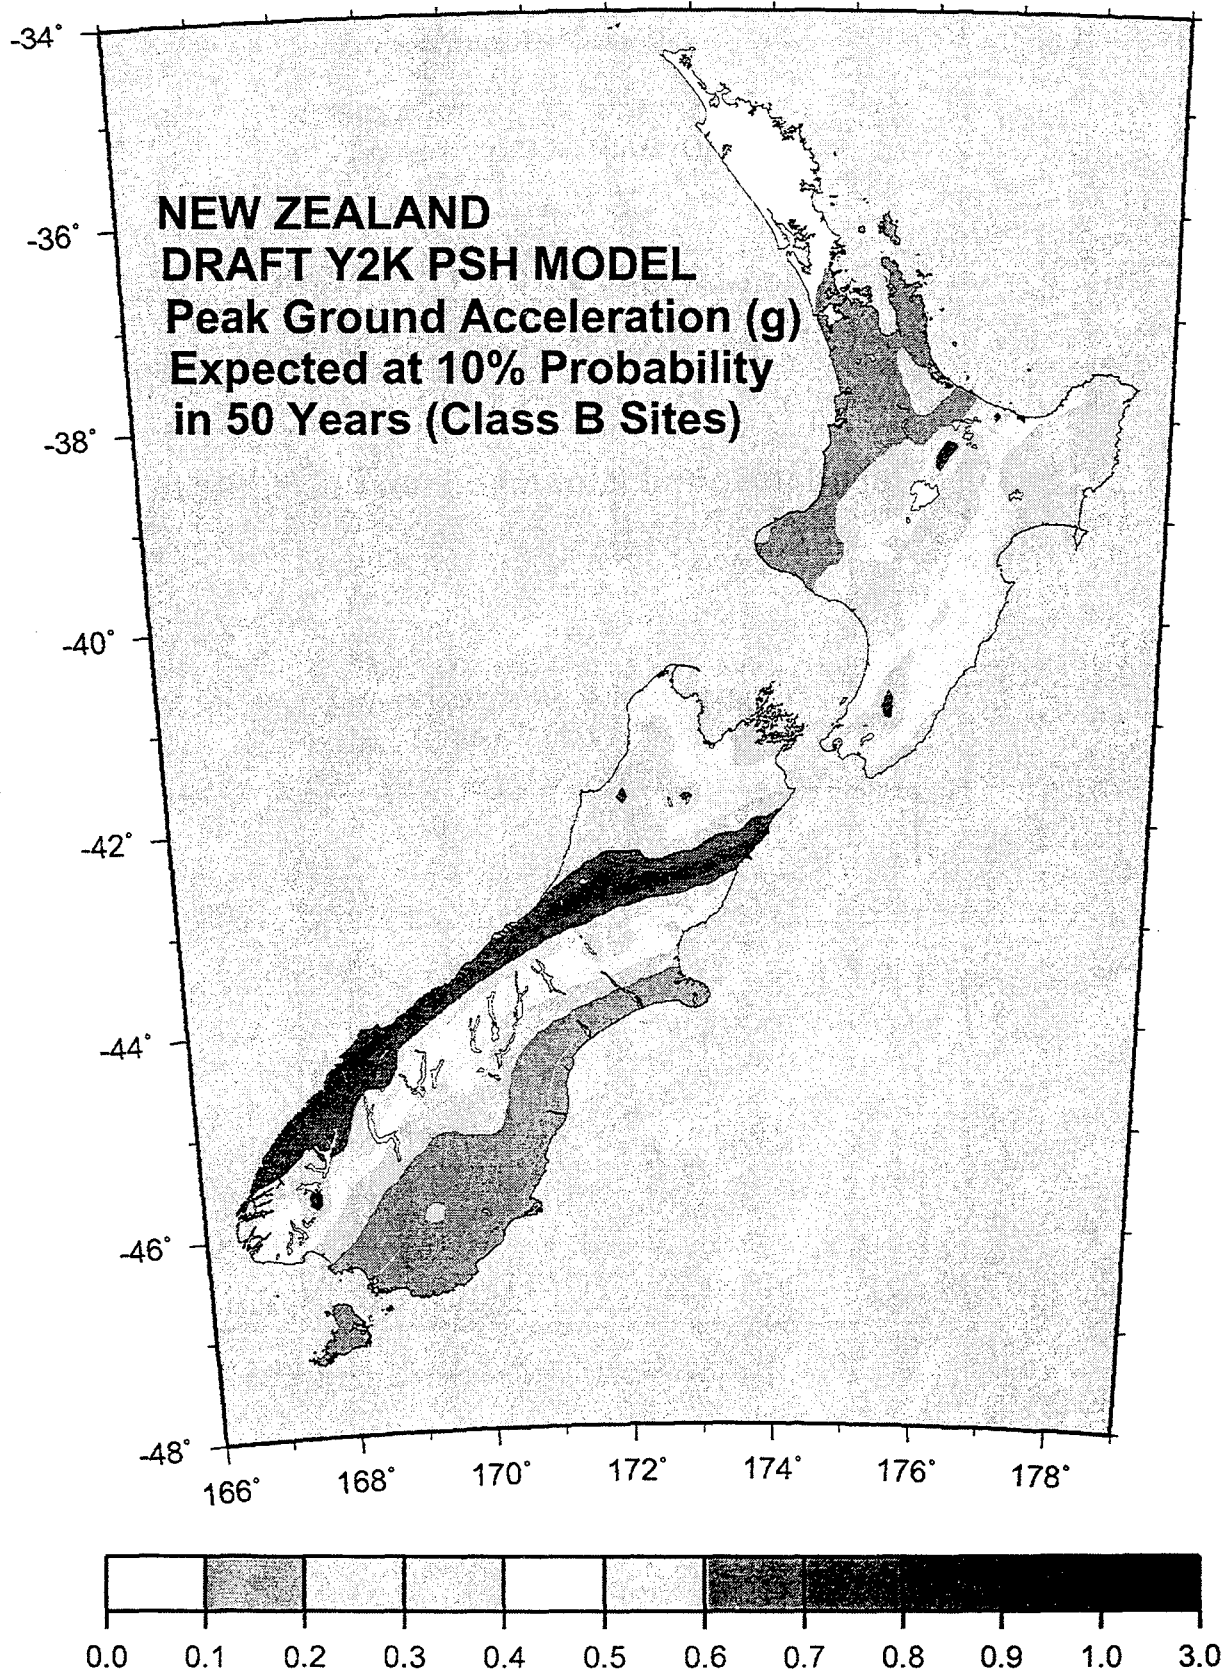 NEW ZEALAND
DRAFT Y2K PSH MODEL
Peak Ground Acceleration (g)
Expected at 10% Probability
in 50 Years (Class B Sites)
-34°
-36°
-38°
-40°
-42°
-44°
-46°
-48°
166° 168° 170° 172° 174° 176° 178°
0.0 0.1 0.2 0.3 0.4 0.5 0.6 0.7 0.8 0.9 1.0 3.0